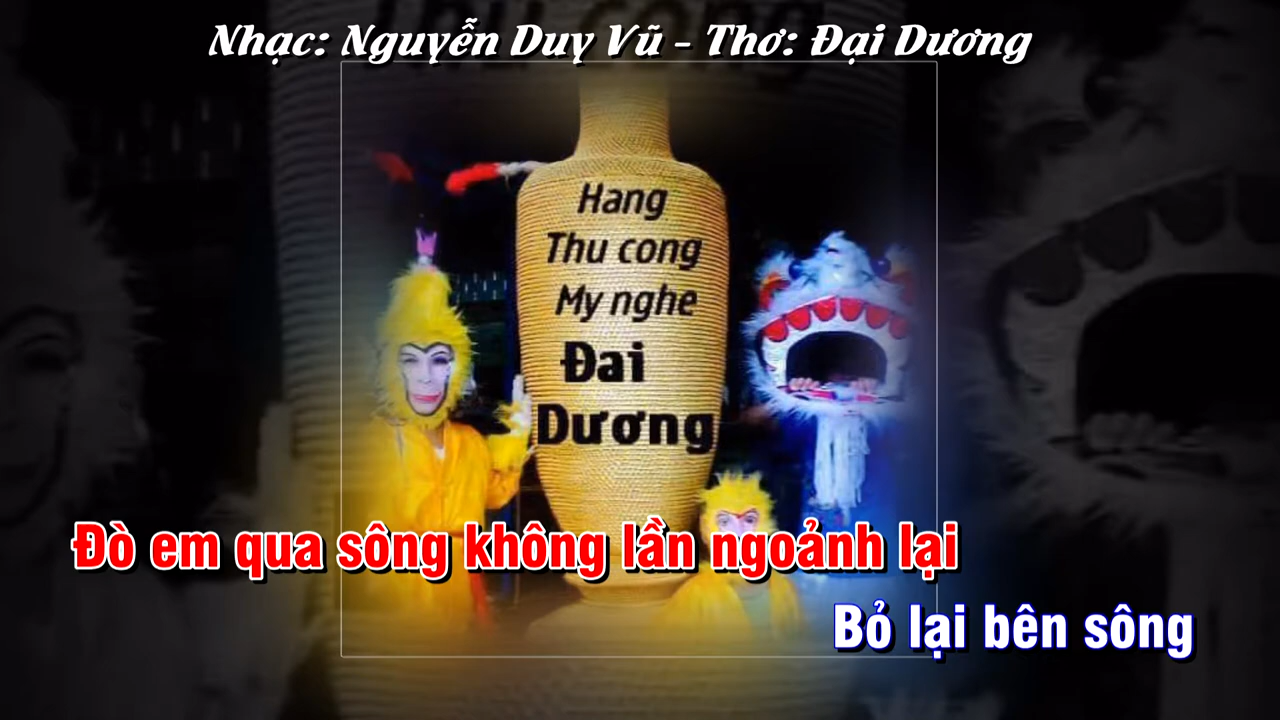 Nhạc: Nguyễn Duy Vũ - Thơ: Đại Dương
Hang
Thu cong
My nghe
Đai
Dương
Đò em qua sông không lần ngoảnh lại
Bỏ lại bên sông